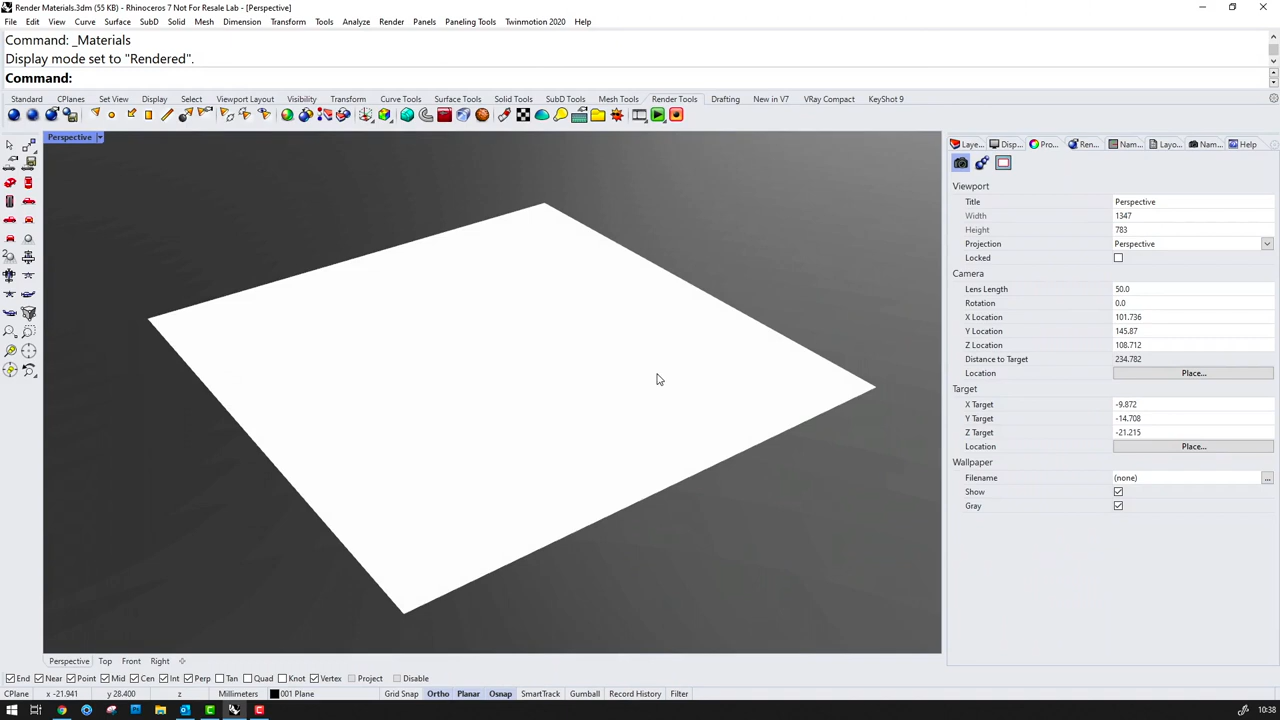 Render Materials.3dm (55 KB) - Rhinoceros 7 Not For Resale Lab - [Perspective]
File Edit View Curve Surface SubD Solid Mesh Dimension Transform Tools Analyze Render Panels Paneling Tools Twinmotion 2020 Help
Command: _Materials
Display mode set to "Rendered".
Command:
Standard CPlanes Set View Display Select Viewport Layout Visibility Transform Curve Tools Surface Tools Solid Tools SubD Tools Mesh Tools Render Tools Drafting New in V7 VRay Compact KeyShot 9
Perspective
Laye... Disp... Pro... Ren... Nam... Layo... Nam... Help
Viewport
Title Perspective
Width 1347
Height 783
Projection Perspective
Locked
Camera
Lens Length 50.0
Rotation 0.0
X Location 101.736
Y Location 145.87
Z Location 108.712
Distance to Target 234.782
Location Place...
Target
X Target -9.872
Y Target -14.708
Z Target -21.215
Location Place...
Wallpaper
Filename (none) ...
Show
Gray
Perspective Top Front Right
End Near Point Mid Cen Int Perp Tan Quad Knot Vertex Project Disable
CPlane x -21.941 y 28.400 z Millimeters 001 Plane Grid Snap Ortho Planar Osnap SmartTrack Gumball Record History Filter
10:38